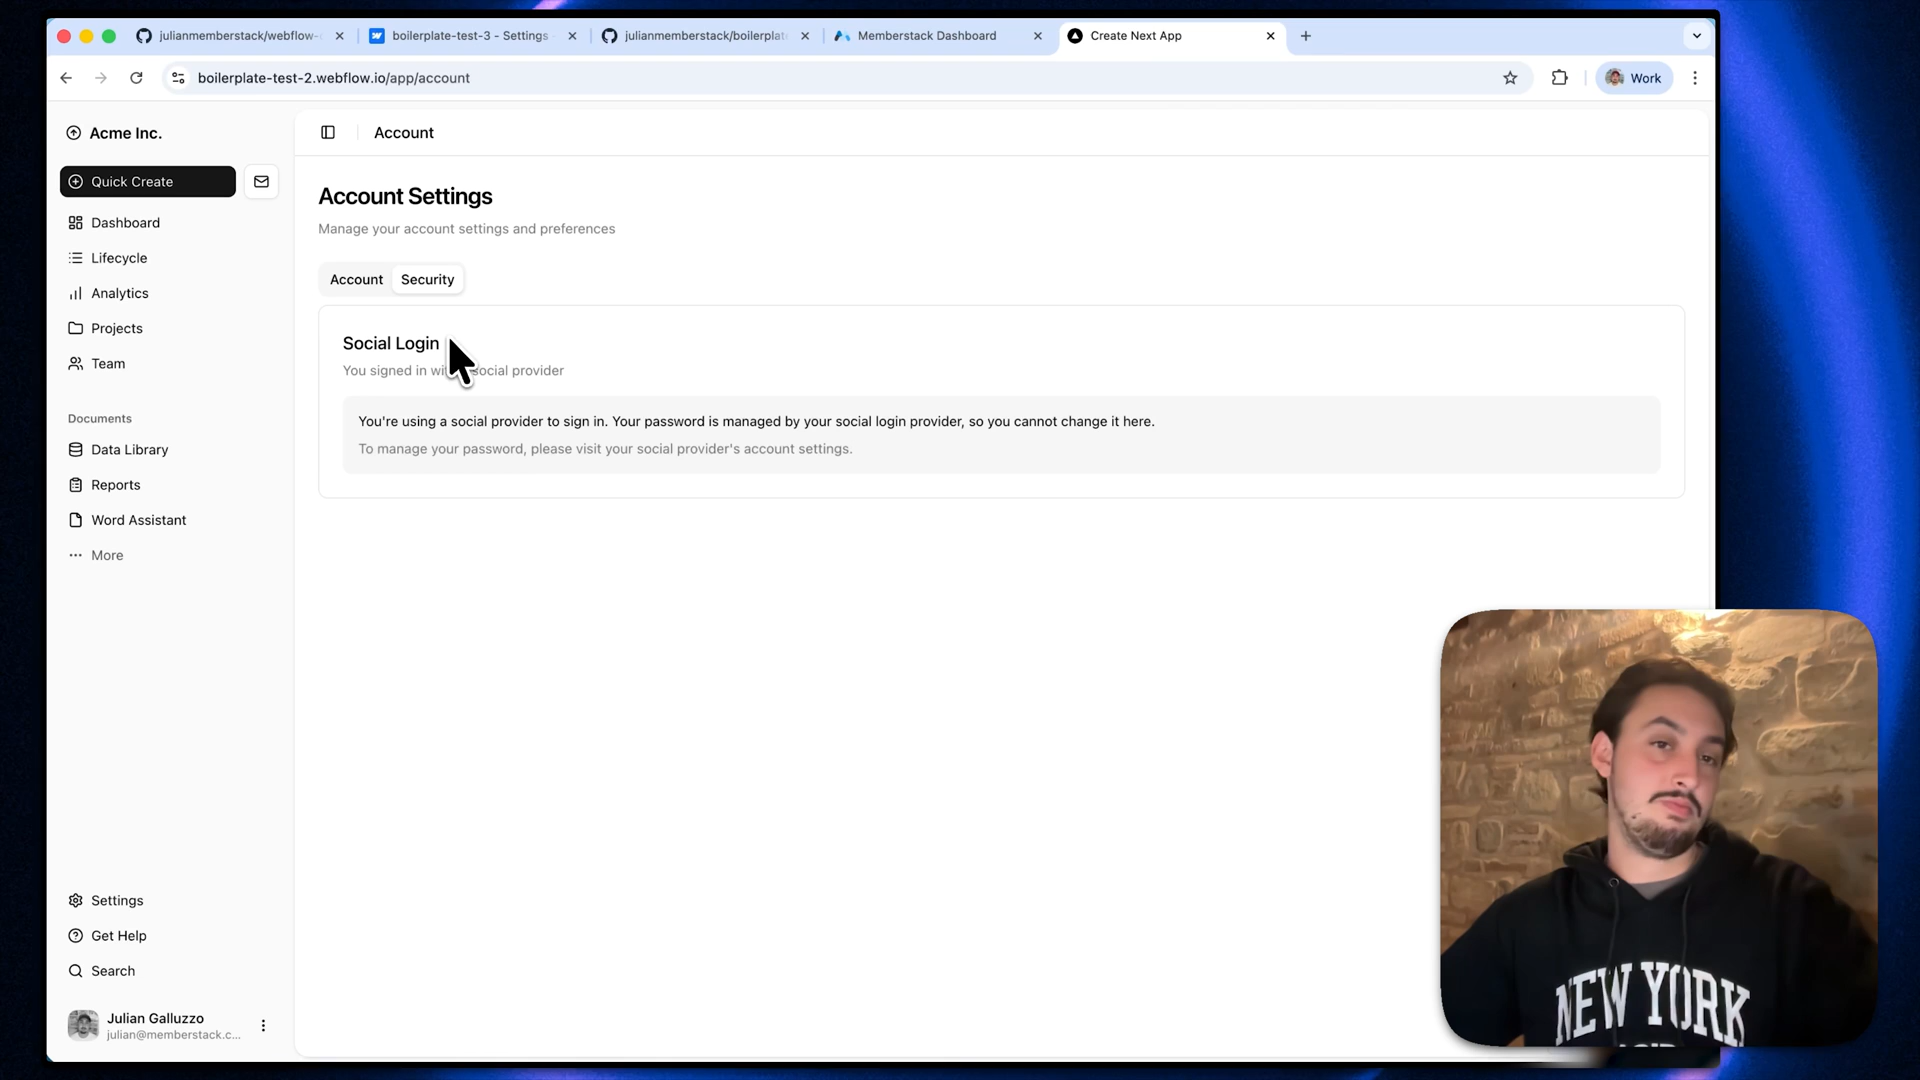 julianmemberstack/webflow-
boilerplate-test-3 - Settings
julianmemberstack/boilerplat
Memberstack Dashboard
Create Next App
boilerplate-test-2.webflow.io/app/account
Work
Acme Inc.
Quick Create
Dashboard
Lifecycle
Analytics
Projects
Team
Documents
Data Library
Reports
Word Assistant
More
Settings
Get Help
Search
Julian Galluzzo
julian@memberstack.c...
Account
Account Settings
Manage your account settings and preferences
Account
Security
Social Login
You signed in social provider
You're using a social provider to sign in. Your password is managed by your social login provider, so you cannot change it here.
To manage your password, please visit your social provider's account settings.
NEW YORK